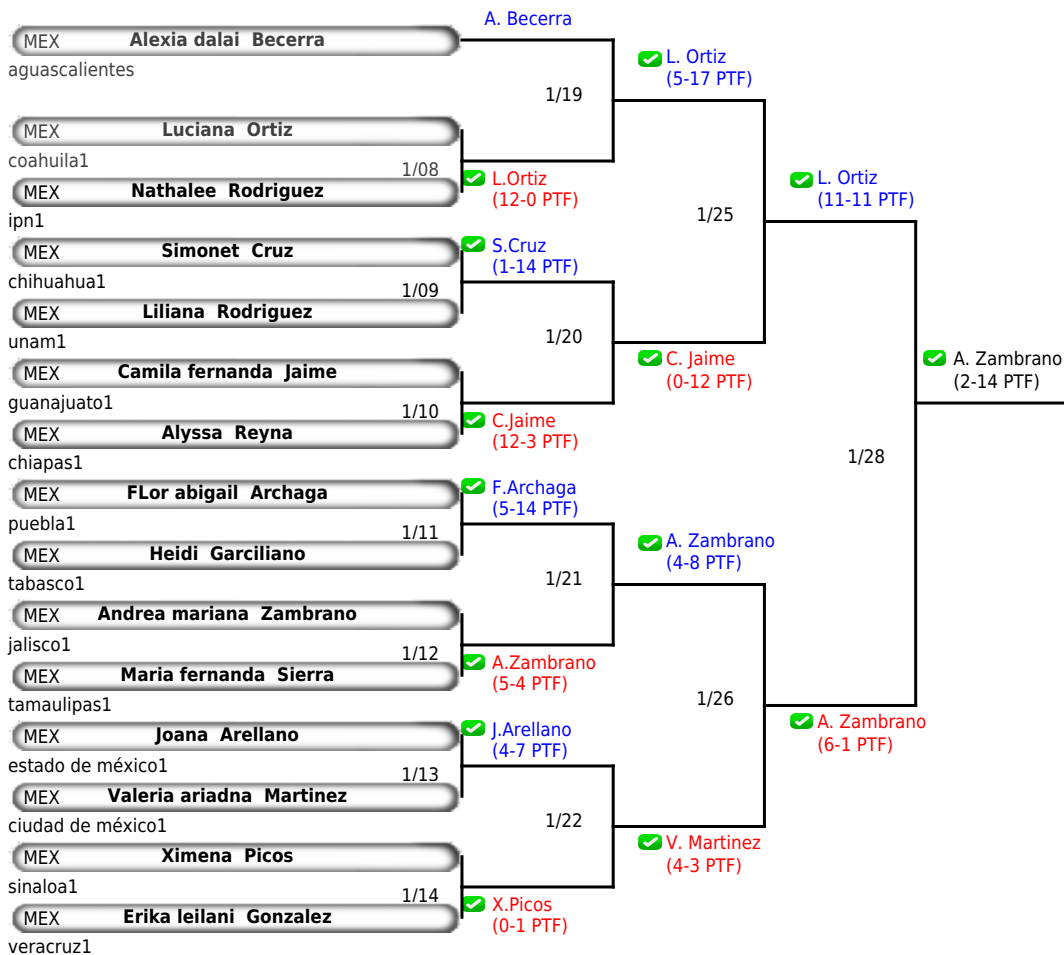 A. Becerra
MEX Alexia dalai Becerra
aguascalientes
L. Ortiz
(5-17 PTF)
1/19
MEX Luciana Ortiz
coahuila1
1/08
MEX Nathalee Rodriguez
ipn1
L.Ortiz
(12-0 PTF)
L. Ortiz
(11-11 PTF)
1/25
MEX Simonet Cruz
chihuahua1
S.Cruz
(1-14 PTF)
1/09
MEX Liliana Rodriguez
unam1
1/20
C. Jaime
(0-12 PTF)
A. Zambrano
(2-14 PTF)
MEX Camila fernanda Jaime
guanajuato1
1/10
MEX Alyssa Reyna
chiapas1
C.Jaime
(12-3 PTF)
1/28
MEX FLor abigail Archaga
puebla1
F.Archaga
(5-14 PTF)
1/11
MEX Heidi Garciliano
tabasco1
A. Zambrano
(4-8 PTF)
1/21
MEX Andrea mariana Zambrano
jalisco1
1/12
MEX Maria fernanda Sierra
tamaulipas1
A.Zambrano
(5-4 PTF)
1/26
A. Zambrano
(6-1 PTF)
MEX Joana Arellano
estado de méxico1
J.Arellano
(4-7 PTF)
1/13
MEX Valeria ariadna Martinez
ciudad de méxico1
1/22
V. Martinez
(4-3 PTF)
MEX Ximena Picos
sinaloa1
1/14
MEX Erika leilani Gonzalez
veracruz1
X.Picos
(0-1 PTF)